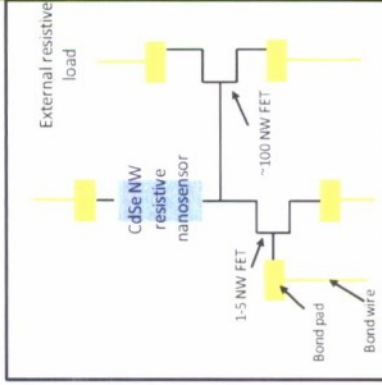 External resistive
load
CdSe NW
resistive
nanosensor
~100 NW FET
1-5 NW FET
Bond pad
Bond wire